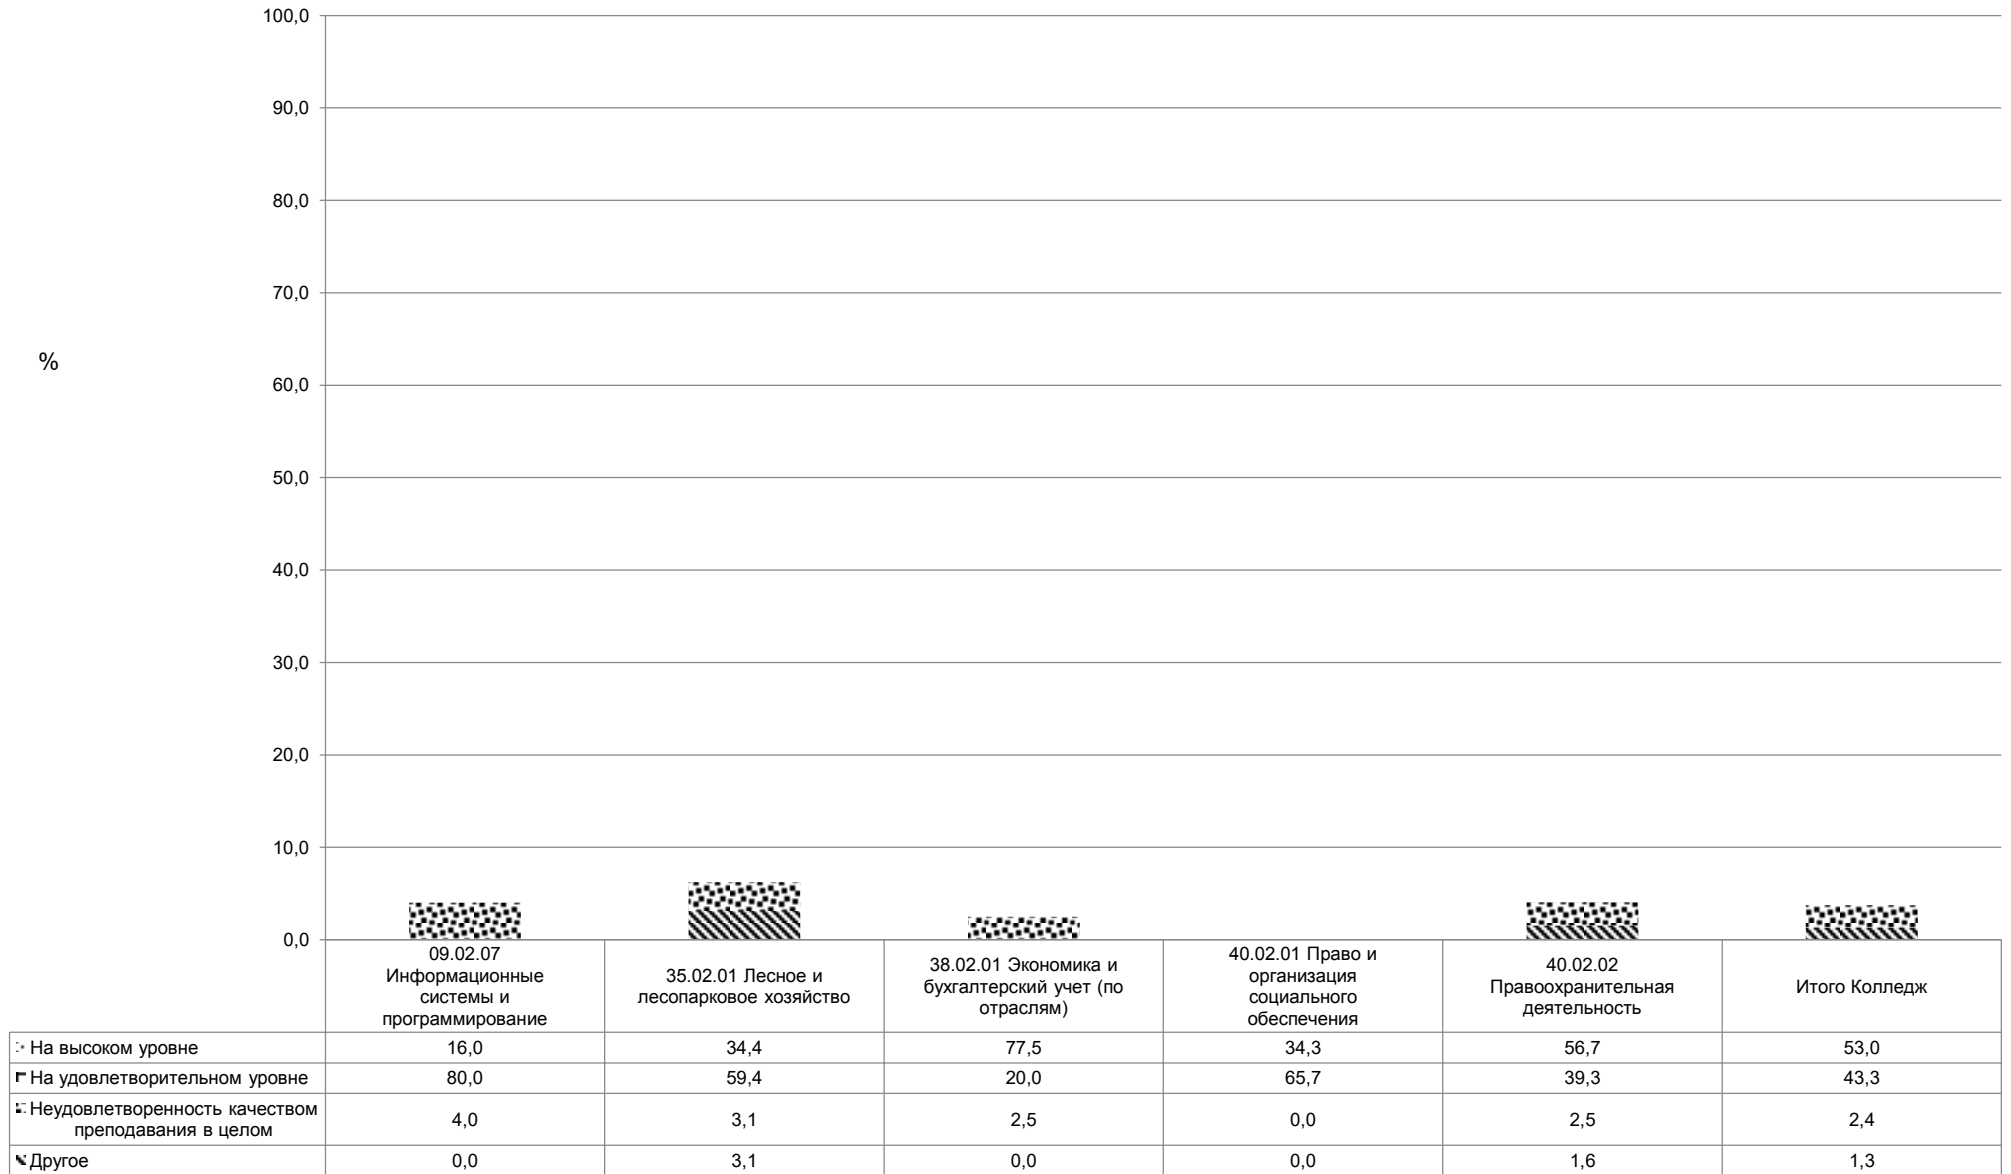 100,0
90,0
80,0
70,0
%
60,0
50,0
40,0
30,0
20,0
10,0
0,0
09.02.07
Информационные
системы и
программирование
35.02.01 Лесное и
лесопарковое хозяйство
38.02.01 Экономика и
бухгалтерский учет (по
отраслям)
40.02.01 Право и
организация
социального
обеспечения
40.02.02
Правоохранительная
деятельность
Итого Колледж
На высоком уровне 16,0 34,4 77,5 34,3 56,7 53,0
На удовлетворительном уровне 80,0 59,4 20,0 65,7 39,3 43,3
Неудовлетворенность качеством
преподавания в целом 4,0 3,1 2,5 0,0 2,5 2,4
Другое 0,0 3,1 0,0 0,0 1,6 1,3